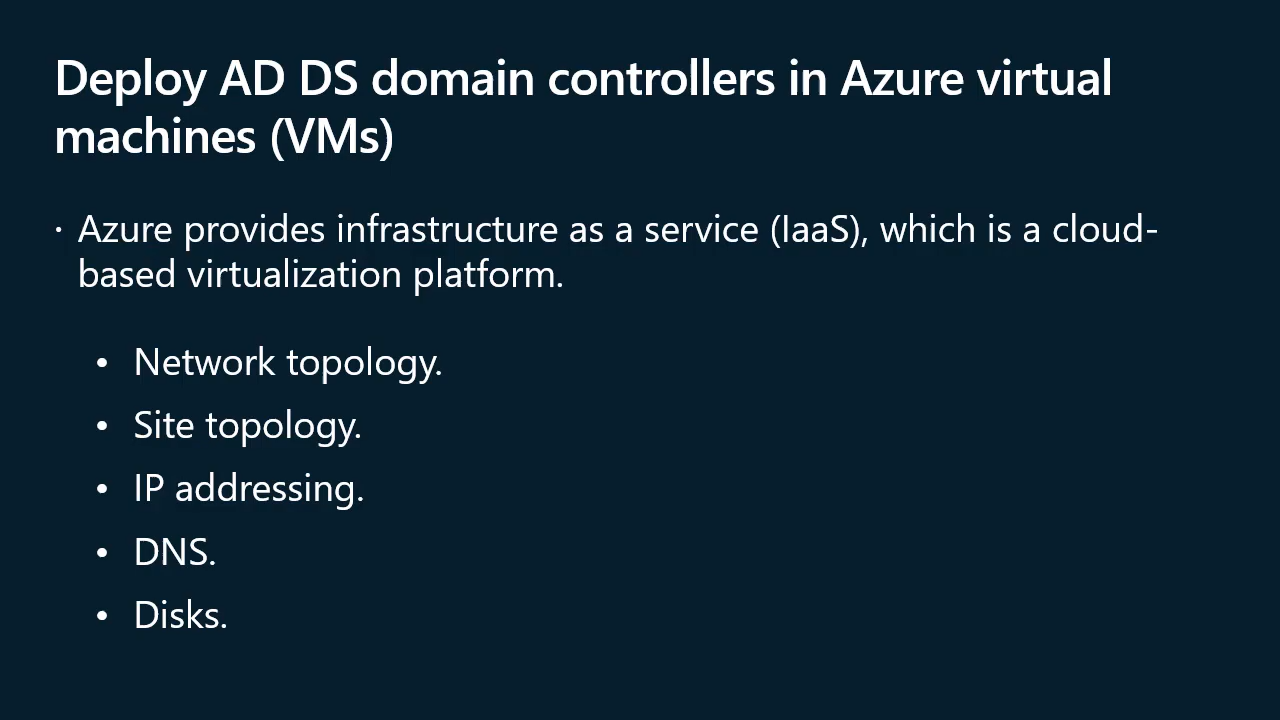 Deploy AD DS domain controllers in Azure virtual
machines (VMs)
· Azure provides infrastructure as a service (IaaS), which is a cloud-
based virtualization platform.
• Network topology.
• Site topology.
• IP addressing.
• DNS.
• Disks.